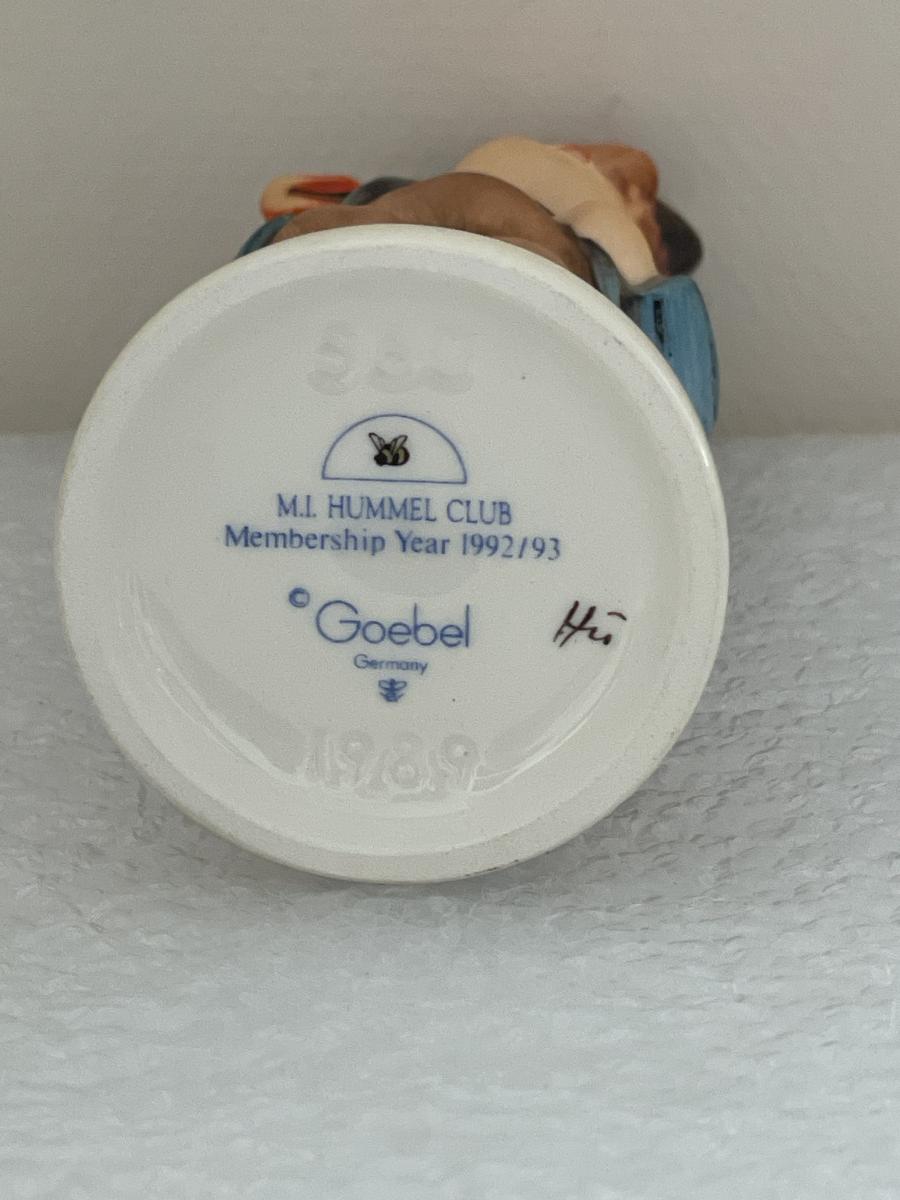 M.I. HUMMEL CLUB
Membership Year 1992/93
© Goebel
Germany
1989